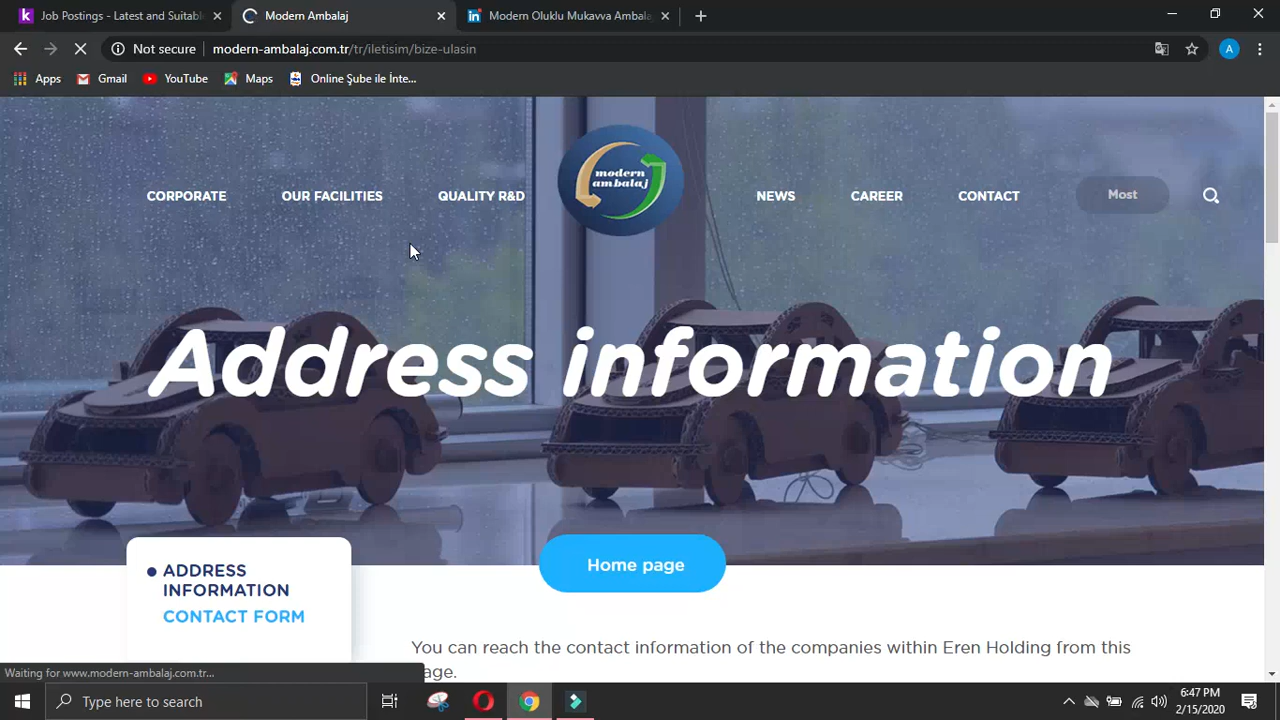 Job Postings - Latest and Suitabl
Modern Ambalaj
Modern Oluklu Mukavva Ambala
Not secure
modern-ambalaj.com.tr/tr/iletisim/bize-ulasin
A
Apps
Gmail
YouTube
Maps
Online Şube ile İnte...
CORPORATE
OUR FACILITIES
QUALITY R&D
modern
ambalaj
NEWS
CAREER
CONTACT
Most
Address information
Home page
ADDRESS
INFORMATION
CONTACT FORM
You can reach the contact information of the companies within Eren Holding from this
age.
Waiting for www.modern-ambalaj.com.tr...
Type here to search
6:47 PM
2/15/2020